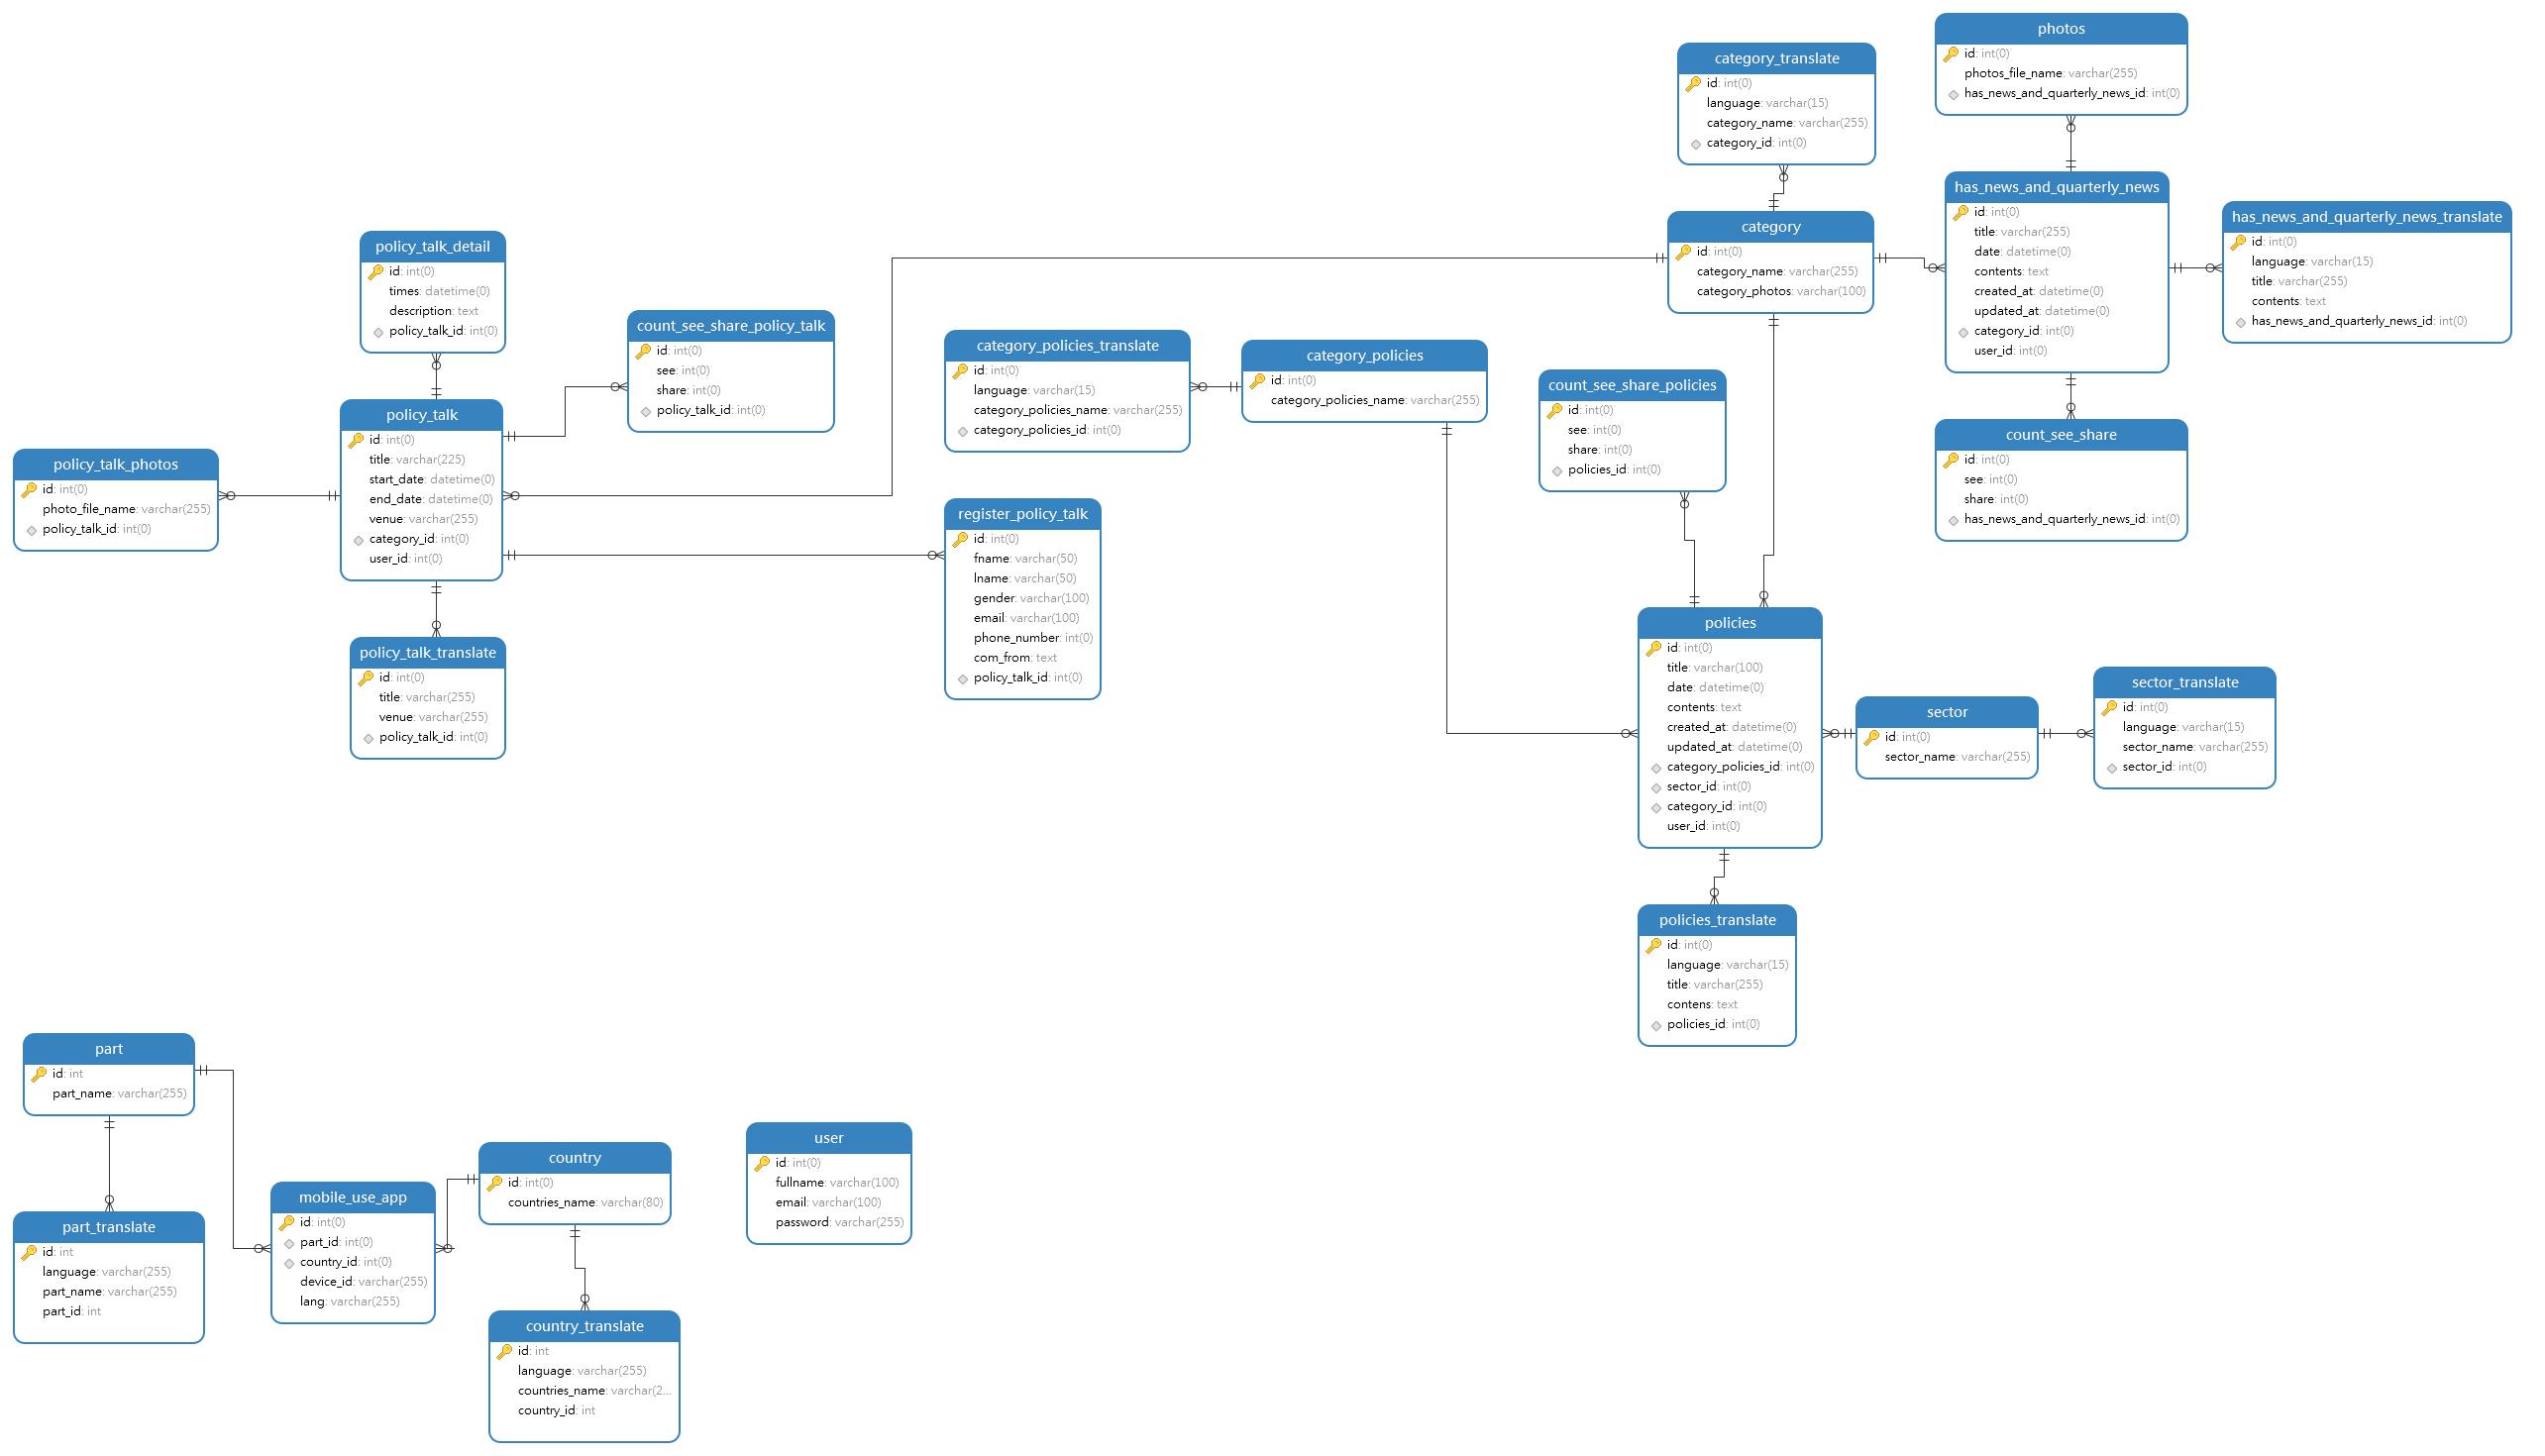 photos
id: int(0)
photos_file_name: varchar(255)
has_news_and_quarterly_news_id: int(0)
category_translate
id: int(0)
language: varchar(15)
category_name: varchar(255)
category_id: int(0)
has_news_and_quarterly_news
id: int(0)
title: varchar(255)
date: datetime(0)
contents: text
created_at: datetime(0)
updated_at: datetime(0)
category_id: int(0)
user_id: int(0)
has_news_and_quarterly_news_translate
id: int(0)
language: varchar(15)
title: varchar(255)
contents: text
has_news_and_quarterly_news_id: int(0)
category
id: int(0)
category_name: varchar(255)
category_photos: varchar(100)
policy_talk_detail
id: int(0)
times: datetime(0)
description: text
policy_talk_id: int(0)
count_see_share_policy_talk
id: int(0)
see: int(0)
share: int(0)
policy_talk_id: int(0)
category_policies_translate
id: int(0)
language: varchar(15)
category_policies_name: varchar(255)
category_policies_id: int(0)
category_policies
id: int(0)
category_policies_name: varchar(255)
count_see_share_policies
id: int(0)
see: int(0)
share: int(0)
policies_id: int(0)
count_see_share
id: int(0)
see: int(0)
share: int(0)
has_news_and_quarterly_news_id: int(0)
policy_talk
id: int(0)
title: varchar(225)
start_date: datetime(0)
end_date: datetime(0)
venue: varchar(255)
category_id: int(0)
user_id: int(0)
policy_talk_photos
id: int(0)
photo_file_name: varchar(255)
policy_talk_id: int(0)
register_policy_talk
id: int(0)
fname: varchar(50)
lname: varchar(50)
gender: varchar(100)
email: varchar(100)
phone_number: int(0)
com_from: text
policy_talk_id: int(0)
policy_talk_translate
id: int(0)
title: varchar(255)
venue: varchar(255)
policy_talk_id: int(0)
policies
id: int(0)
title: varchar(100)
date: datetime(0)
contents: text
created_at: datetime(0)
updated_at: datetime(0)
category_policies_id: int(0)
sector_id: int(0)
category_id: int(0)
user_id: int(0)
sector
id: int(0)
sector_name: varchar(255)
sector_translate
id: int(0)
language: varchar(15)
sector_name: varchar(255)
sector_id: int(0)
policies_translate
id: int(0)
language: varchar(15)
title: varchar(255)
contens: text
policies_id: int(0)
part
id: int
part_name: varchar(255)
part_translate
id: int
language: varchar(255)
part_name: varchar(255)
part_id: int
mobile_use_app
id: int(0)
part_id: int(0)
country_id: int(0)
device_id: varchar(255)
lang: varchar(255)
country
id: int(0)
countries_name: varchar(80)
country_translate
id: int
language: varchar(255)
countries_name: varchar(2...
country_id: int
user
id: int(0)
fullname: varchar(100)
email: varchar(100)
password: varchar(255)